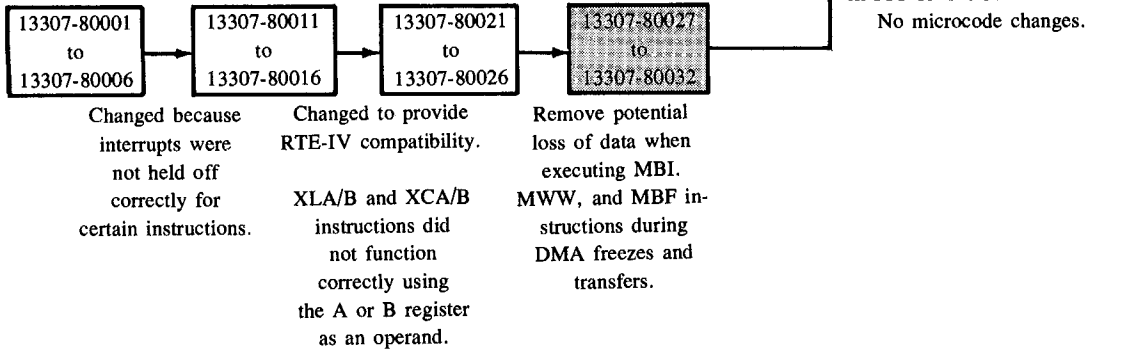 13307-80001
to
13307-80006
13307-80011
to
13307-80016
13307-80021
to
13307-80026
13307-80027
to
13307-80032
No microcode changes.
Changed because
interrupts were
not held off
correctly for
certain instructions.
Changed to provide
RTE-IV compatibility.
XLA/B and XCA/B
instructions did
not function
correctly using
the A or B register
as an operand.
Remove potential
loss of data when
executing MBI.
MWW, and MBF in-
structions during
DMA freezes and
transfers.